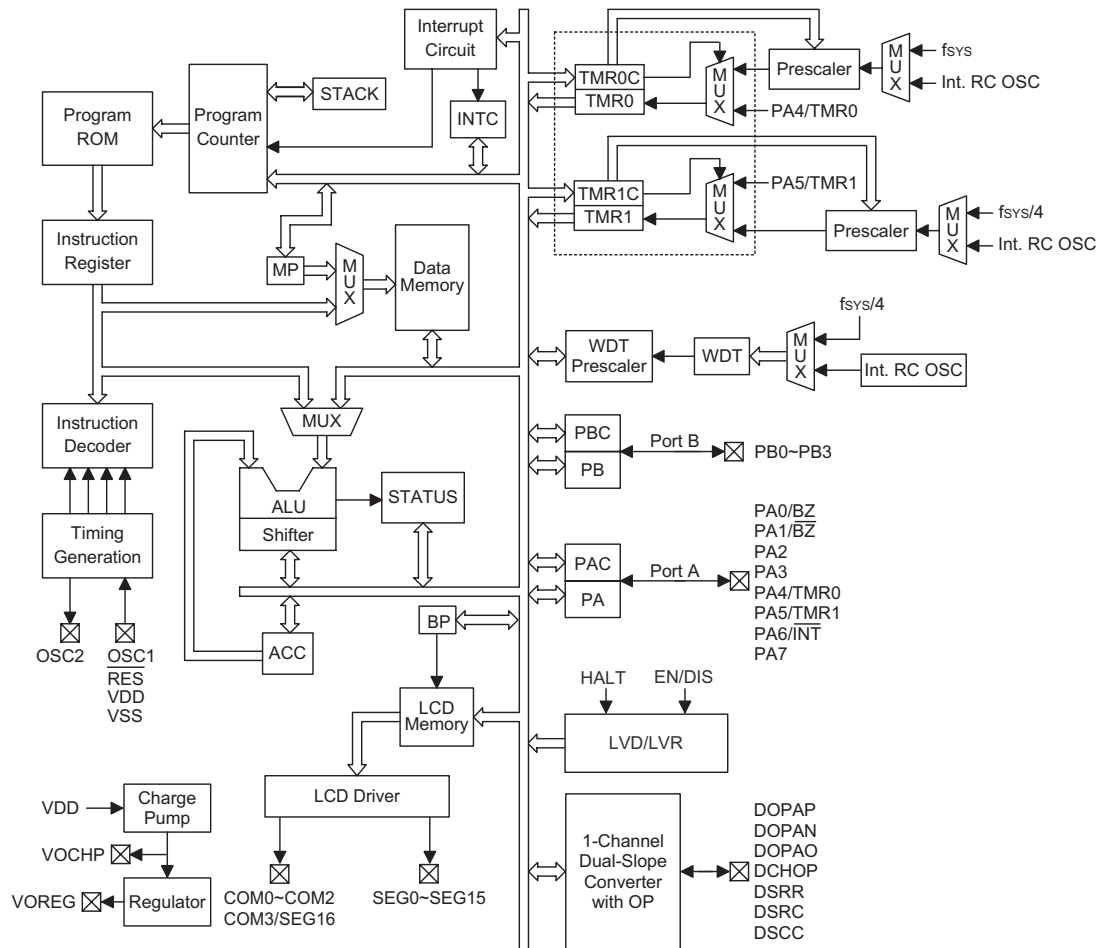 Interrupt
Circuit
STACK
INTC
Program
ROM
Program
Counter
Instruction
Register
MP
MUX
Data
Memory
Instruction
Decoder
MUX
ALU
Shifter
STATUS
Timing
Generation
OSC2
OSC1
RES
VDD
VSS
ACC
BP
LCD
Memory
LCD Driver
COM0~COM2
COM3/SEG16
SEG0~SEG15
VDD
Charge
Pump
VOCHP
VOREG
Regulator
TMR0C
TMR0
MUX
Prescaler
MUX
fSYS
Int. RC OSC
PA4/TMR0
TMR1C
TMR1
MUX
PA5/TMR1
Prescaler
MUX
fSYS/4
Int. RC OSC
WDT
Prescaler
WDT
MUX
fSYS/4
Int. RC OSC
PBC
PB
Port B
PB0~PB3
PAC
PA
Port A
PA0/BZ
PA1/B̅Z̅
PA2
PA3
PA4/TMR0
PA5/TMR1
PA6/I̅N̅T̅
PA7
HALT
EN/DIS
LVD/LVR
1-Channel
Dual-Slope
Converter
with OP
DOPAP
DOPAN
DOPAO
DCHOP
DSRR
DSRC
DSCC